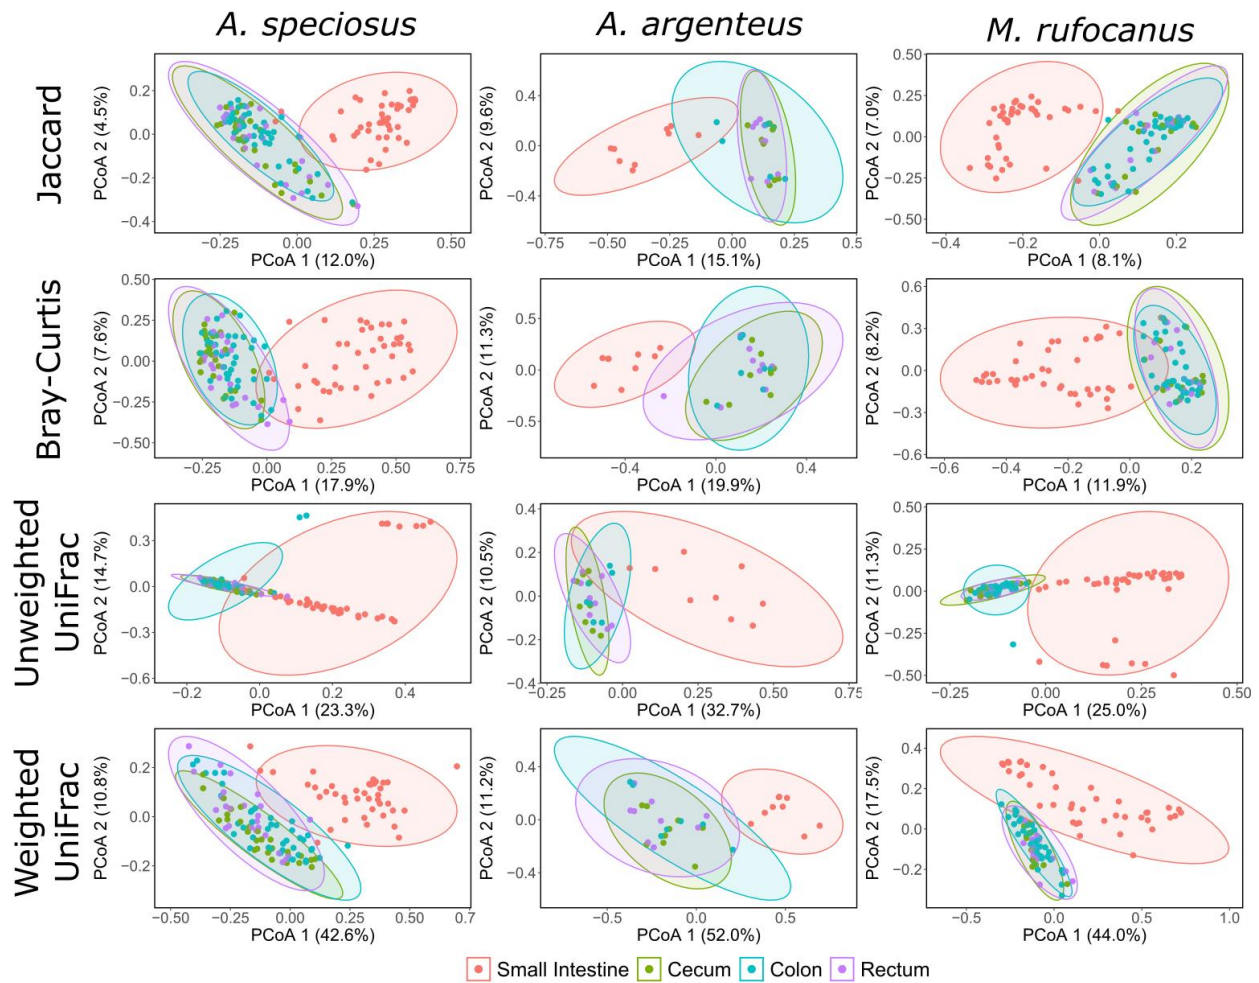 A. speciosus A. argenteus M. rufocanus
Jaccard
PCoA 2 (4.5%)
0.2
0.0
−0.2
−0.4
−0.25 0.00 0.25 0.50
PCoA 1 (12.0%)
PCoA 2 (9.6%)
0.4
0.0
−0.4
−0.75 −0.50 −0.25 0.00 0.25 0.5
PCoA 1 (15.1%)
PCoA 2 (7.0%)
0.50
0.25
0.00
−0.25
−0.50
−0.4 −0.2 0.0 0.2
PCoA 1 (8.1%)
Bray-Curtis
PCoA 2 (7.6%)
0.50
0.25
0.00
−0.25
−0.50
−0.25 0.00 0.25 0.50 0.75
PCoA 1 (17.9%)
PCoA 2 (11.3%)
0.5
0.0
−0.5
−0.4 0.0 0.4
PCoA 1 (19.9%)
PCoA 2 (8.2%)
0.6
0.3
0.0
−0.3
−0.6
−0.6 −0.4 −0.2 0.0 0.2
PCoA 1 (11.9%)
Unweighted
UniFrac
PCoA 2 (14.7%)
0.3
0.0
−0.3
−0.6
−0.2 0.0 0.2 0.4
PCoA 1 (23.3%)
PCoA 2 (10.5%)
0.4
0.2
0.0
−0.2
−0.4
−0.25 0.00 0.25 0.50 0.75
PCoA 1 (32.7%)
PCoA 2 (11.3%)
0.50
0.25
0.00
−0.25
−0.50
−0.25 0.00 0.25 0.50
PCoA 1 (25.0%)
Weighted
UniFrac
PCoA 2 (10.8%)
0.2
0.0
−0.2
−0.50 −0.25 0.00 0.25 0.50 0.7
PCoA 1 (42.6%)
PCoA 2 (11.2%)
0.4
0.0
−0.4
−0.5 0.0 0.5
PCoA 1 (52.0%)
PCoA 2 (17.5%)
0.4
0.2
0.0
−0.2
−0.5 0.0 0.5 1.0
PCoA 1 (44.0%)
Small Intestine Cecum Colon Rectum